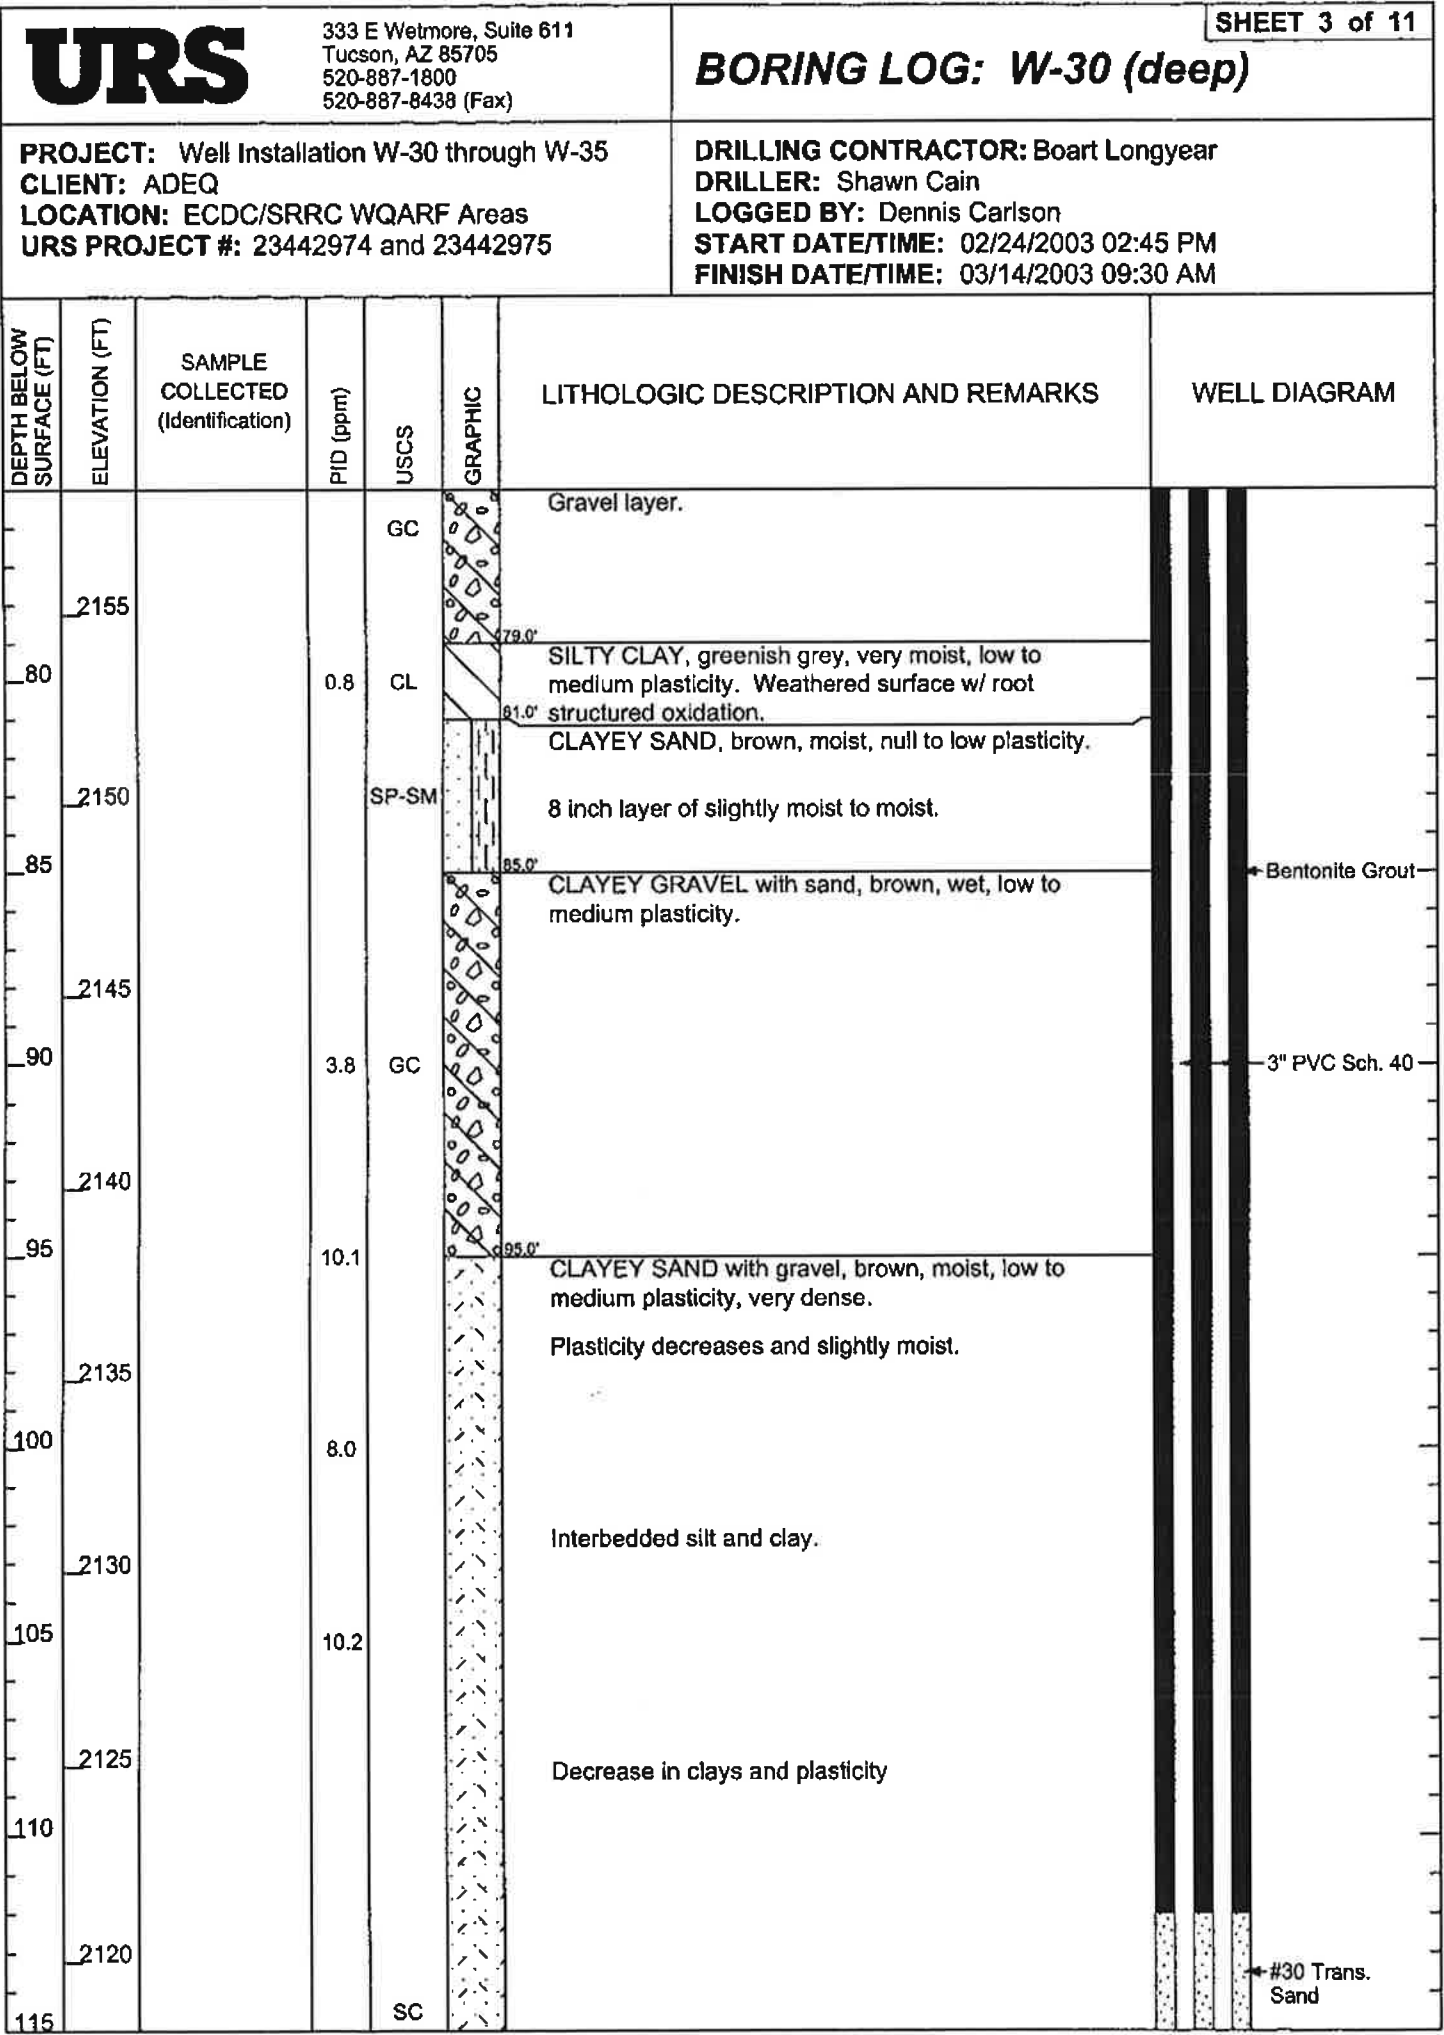 URS
333 E Wetmore, Suite 611
Tucson, AZ 85705
520-887-1800
520-887-8438 (Fax)
SHEET 3 of 11
BORING LOG: W-30 (deep)
PROJECT: Well Installation W-30 through W-35
CLIENT: ADEQ
LOCATION: ECDC/SRRC WQARF Areas
URS PROJECT #: 23442974 and 23442975
DRILLING CONTRACTOR: Boart Longyear
DRILLER: Shawn Cain
LOGGED BY: Dennis Carlson
START DATE/TIME: 02/24/2003 02:45 PM
FINISH DATE/TIME: 03/14/2003 09:30 AM
DEPTH BELOW
SURFACE (FT)
ELEVATION (FT)
SAMPLE
COLLECTED
(Identification)
PID (ppm)
USCS
GRAPHIC
LITHOLOGIC DESCRIPTION AND REMARKS
WELL DIAGRAM
Gravel layer.
GC
2155
79.0'
SILTY CLAY, greenish grey, very moist, low to
80 0.8 CL medium plasticity. Weathered surface w/ root
81.0' structured oxidation.
CLAYEY SAND, brown, moist, null to low plasticity.
2150 SP-SM 8 inch layer of slightly moist to moist.
85 85.0' Bentonite Grout
CLAYEY GRAVEL with sand, brown, wet, low to
medium plasticity.
2145
90 3.8 GC 3" PVC Sch. 40
2140
95 10.1 95.0'
CLAYEY SAND with gravel, brown, moist, low to
medium plasticity, very dense.
Plasticity decreases and slightly moist.
2135
100 8.0
Interbedded silt and clay.
2130
105 10.2
2125 Decrease in clays and plasticity
110
2120
#30 Trans.
Sand
115 SC